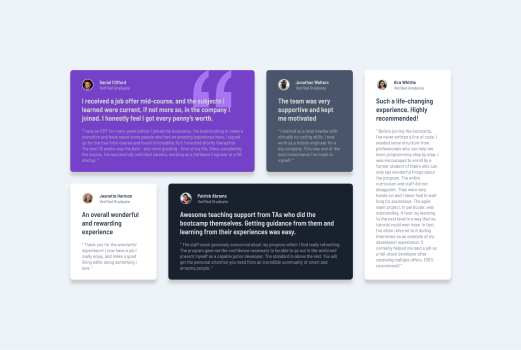 Daniel Clifford
Verified Graduate
I received a job offer mid-course, and the subjects I
learned were current, if not more so, in the company I
joined. I honestly feel I got every penny's worth.
" I was an EMT for many years before I joined the bootcamp. I've been looking to make a
transition and have heard some people who had an amazing experience here. I signed
up for the free intro course and found it incredibly fun! I enrolled shortly thereafter.
The next 12 weeks was the best - and most grueling - time of my life. Since completing
the course, I've successfully switched careers, working as a Software Engineer at a VR
startup. "
Jonathan Walters
Verified Graduate
The team was very
supportive and kept
me motivated
" I started as a total newbie with
virtually no coding skills. I now
work as a mobile engineer for a
big company. This was one of the
best investments I've made in
myself. "
Kira Whittle
Verified Graduate
Such a life-changing
experience. Highly
recommended!
" Before joining the bootcamp,
I've never written a line of code. I
needed some structure from
professionals who can help me
learn programming step by step. I
was encouraged to enroll by a
former student of theirs who can
only say wonderful things about
the program. The entire
curriculum and staff did not
disappoint. They were very
hands-on and I never had to wait
long for assistance. The agile
team project, in particular, was
outstanding. It took my learning
to the next level in a way that no
tutorial could ever have. In fact,
I've often referred to it during
interviews as an example of my
developent experience. It
certainly helped me land a job as
a full-stack developer after
receiving multiple offers. 100%
recommend! "
Jeanette Harmon
Verified Graduate
An overall wonderful
and rewarding
experience
" Thank you for the wonderful
experience! I now have a job I
really enjoy, and make a good
living while doing something I
love. "
Patrick Abrams
Verified Graduate
Awesome teaching support from TAs who did the
bootcamp themselves. Getting guidance from them and
learning from their experiences was easy.
" The staff seem genuinely concerned about my progress which I find really refreshing.
The program gave me the confidence necessary to be able to go out in the world and
present myself as a capable junior developer. The standard is above the rest. You will
get the personal attention you need from an incredible community of smart and
amazing people. "